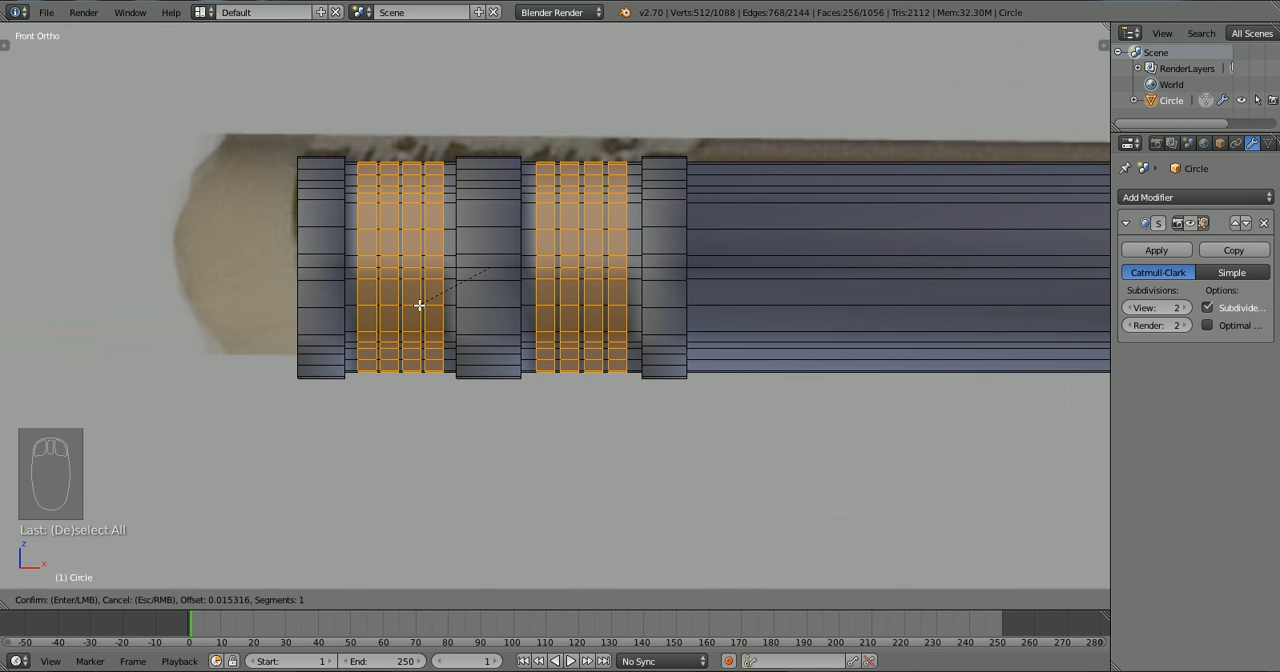 File Render Window Help Default Scene Blender Render v2.70 | Verts:512/1088 | Edges:768/2144 | Faces:256/1056 | Tris:2112 | Mem:32.30M | Circle
Front Ortho
View Search All Scenes
Scene
RenderLayers
World
Circle
Circle
Add Modifier
S
Apply Copy
Catmull-Clark Simple
Subdivisions: Options:
View: 2 Subdivide...
Render: 2 Optimal ...
Last: (De)select All
z
x
(1) Circle
Confirm: (Enter/LMB), Cancel: (Esc/RMB), Offset: 0.015316, Segments: 1
-50 -40 -30 -20 -10 0 10 20 30 40 50 60 70 80 90 100 110 120 130 140 150 160 170 180 190 200 210 220 230 240 250 260 270 280
View Marker Frame Playback Start: 1 End: 250 1 No Sync